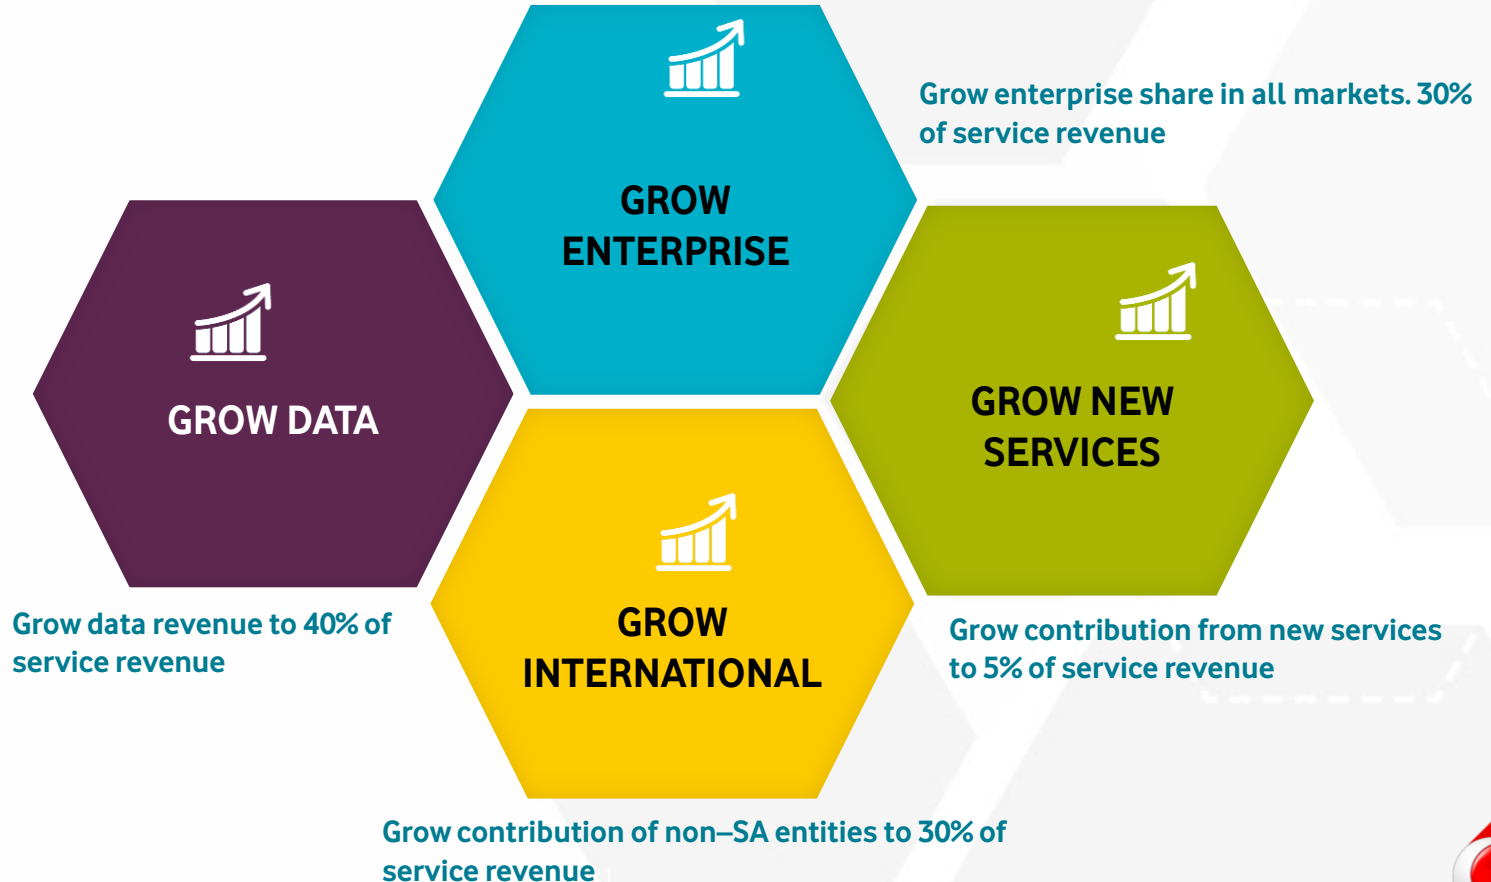 Grow enterprise share in all markets. 30%
of service revenue
GROW
ENTERPRISE
GROW DATA
GROW NEW
SERVICES
GROW
INTERNATIONAL
Grow data revenue to 40% of
service revenue
Grow contribution from new services
to 5% of service revenue
Grow contribution of non–SA entities to 30% of
service revenue